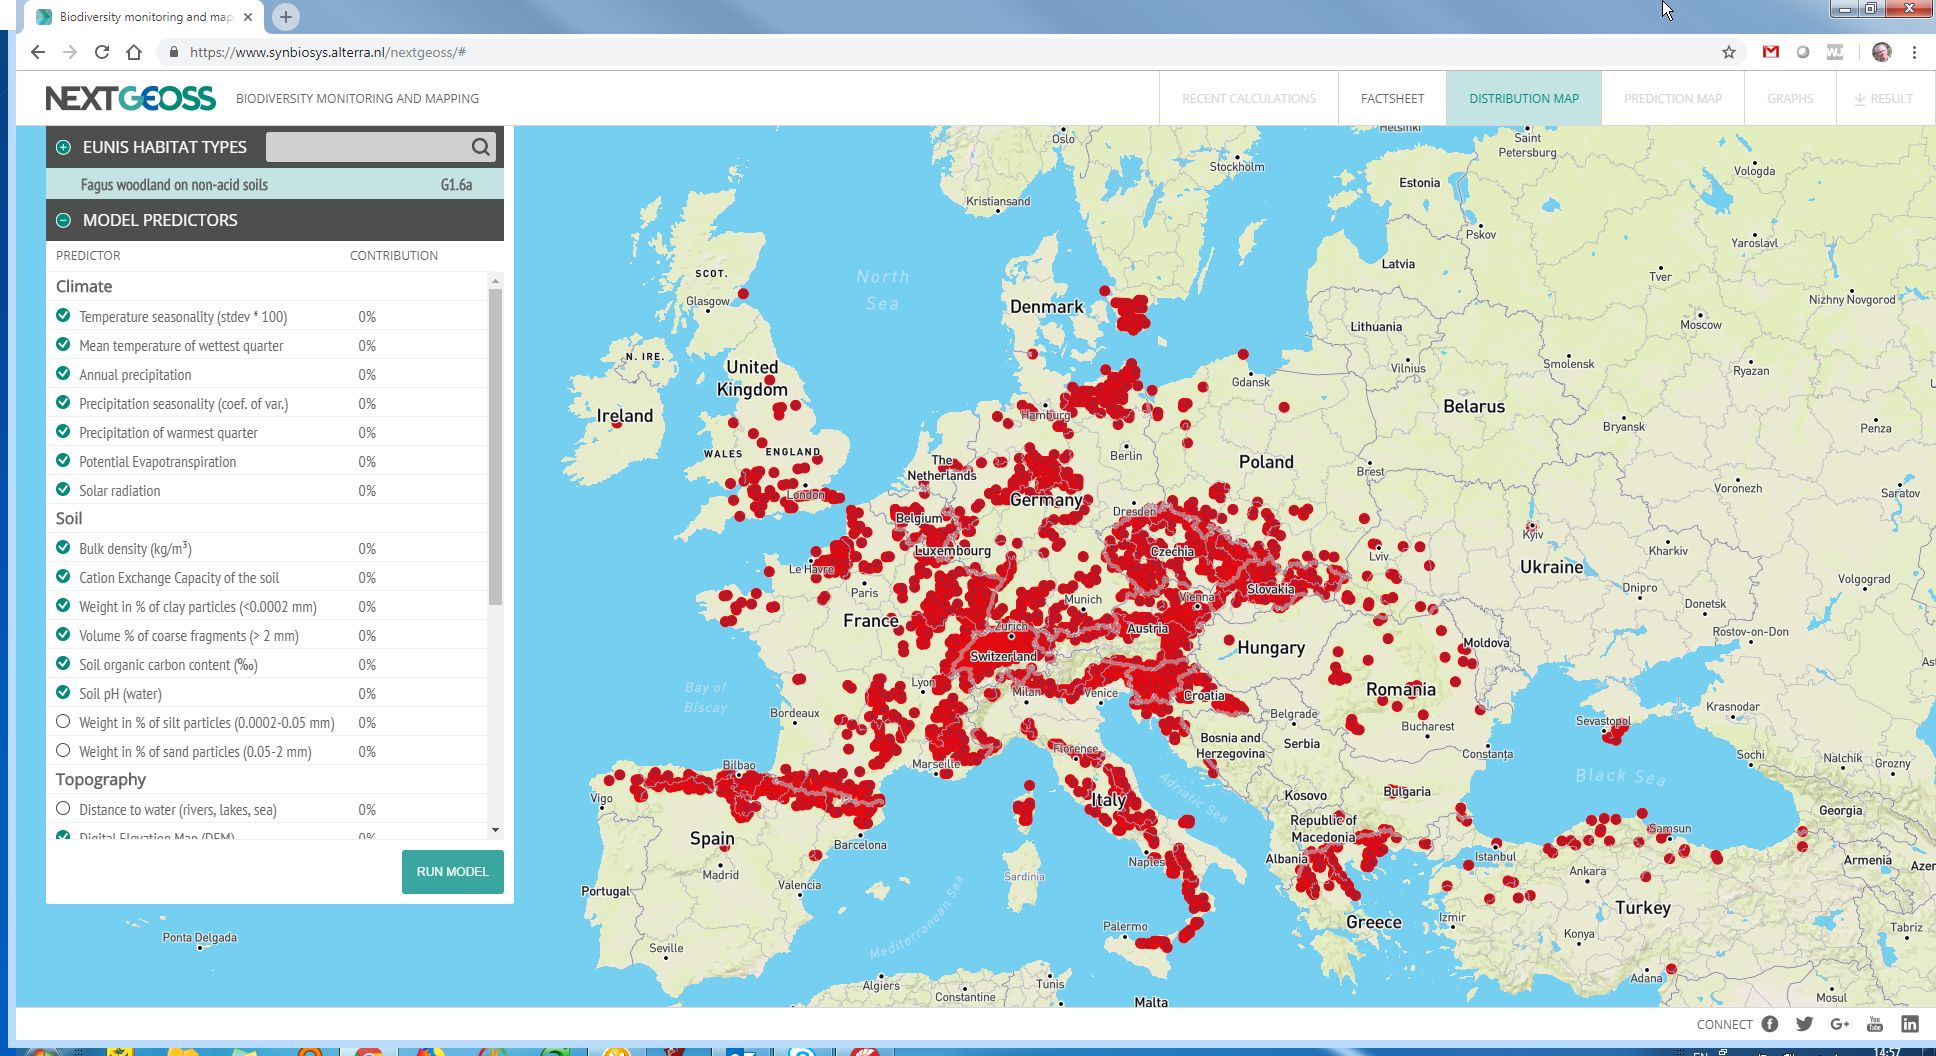 Biodiversity monitoring and map
https://www.synbiosys.alterra.nl/nextgeoss/#
NEXTGEOSS
BIODIVERSITY MONITORING AND MAPPING
RECENT CALCULATIONS
FACTSHEET
DISTRIBUTION MAP
PREDICTION MAP
GRAPHS
RESULT
EUNIS HABITAT TYPES
Fagus woodland on non-acid soils G1.6a
MODEL PREDICTORS
PREDICTOR CONTRIBUTION
Climate
Temperature seasonality (stdev * 100) 0%
Mean temperature of wettest quarter 0%
Annual precipitation 0%
Precipitation seasonality (coef. of var.) 0%
Precipitation of warmest quarter 0%
Potential Evapotranspiration 0%
Solar radiation 0%
Soil
Bulk density (kg/m³) 0%
Cation Exchange Capacity of the soil 0%
Weight in % of clay particles (<0.0002 mm) 0%
Volume % of coarse fragments (> 2 mm) 0%
Soil organic carbon content (‰) 0%
Soil pH (water) 0%
Weight in % of silt particles (0.0002-0.05 mm) 0%
Weight in % of sand particles (0.05-2 mm) 0%
Topography
Distance to water (rivers, lakes, sea) 0%
Digital Elevation Map (DEM) 0%
RUN MODEL
Helsinki
Oslo
Saint
Petersburg
Stockholm
Estonia
Vologda
Kristiansand
Pskov
Yaroslavl
Latvia
Tver
SCOT.
North
Sea
Glasgow
Denmark
Nizhny Novgorod
Moscow
Lithuania
N. IRE.
United
Kingdom
Vilnius
Smolensk
Ryazan
Gdansk
Ireland
Hamburg
Belarus
Bryansk
Penza
WALES
ENGLAND
The
Netherlands
Berlin
Poland
Brest
Voronezh
Saratov
London
Germany
Dresden
Belgium
Kyiv
Luxembourg
Czechia
Lviv
Kharkiv
Le Havre
Ukraine
Volgograd
Paris
Munich
Vienna
Slovakia
Dnipro
Donetsk
France
Zurich
Austria
Rostov-on-Don
Moldova
Switzerland
Hungary
Ast
Bay of
Biscay
Lyon
Milan
Venice
Croatia
Romania
Bordeaux
Belgrade
Bucharest
Sevastopol
Krasnodar
Bosnia and
Herzegovina
Serbia
Florence
Marseille
Constanța
Sochi
Nalchik
Grozny
Bilbao
Adriatic Sea
Black Sea
Vigo
Italy
Kosovo
Bulgaria
Georgia
Spain
Republic of
Macedonia
Samsun
Barcelona
Naples
Albania
Istanbul
Armenia
Azer
Madrid
Sardinia
Ankara
Portugal
Valencia
Mediterranean Sea
Turkey
Palermo
Greece
Izmir
Ponta Delgada
Seville
Konya
Tabriz
Algiers
Tunis
Adana
Constantine
Malta
Mosul
CONNECT
You
Tube
EN
14:57